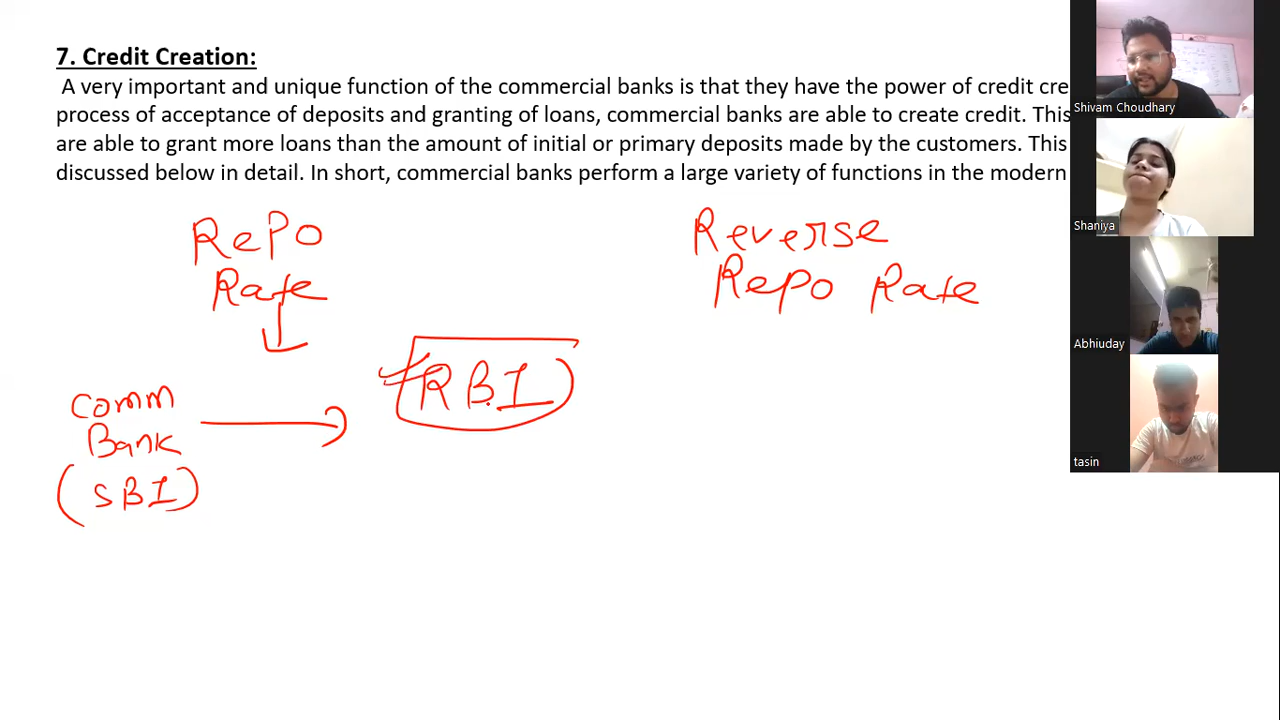 7. Credit Creation:
A very important and unique function of the commercial banks is that they have the power of credit cre
process of acceptance of deposits and granting of loans, commercial banks are able to create credit. This
are able to grant more loans than the amount of initial or primary deposits made by the customers. This
discussed below in detail. In short, commercial banks perform a large variety of functions in the modern
RePo
Rate
Reverse
Repo Rate
RBI
Comm
Bank
(SBI)
Shivam Choudhary
Shaniya
Abhiuday
tasin